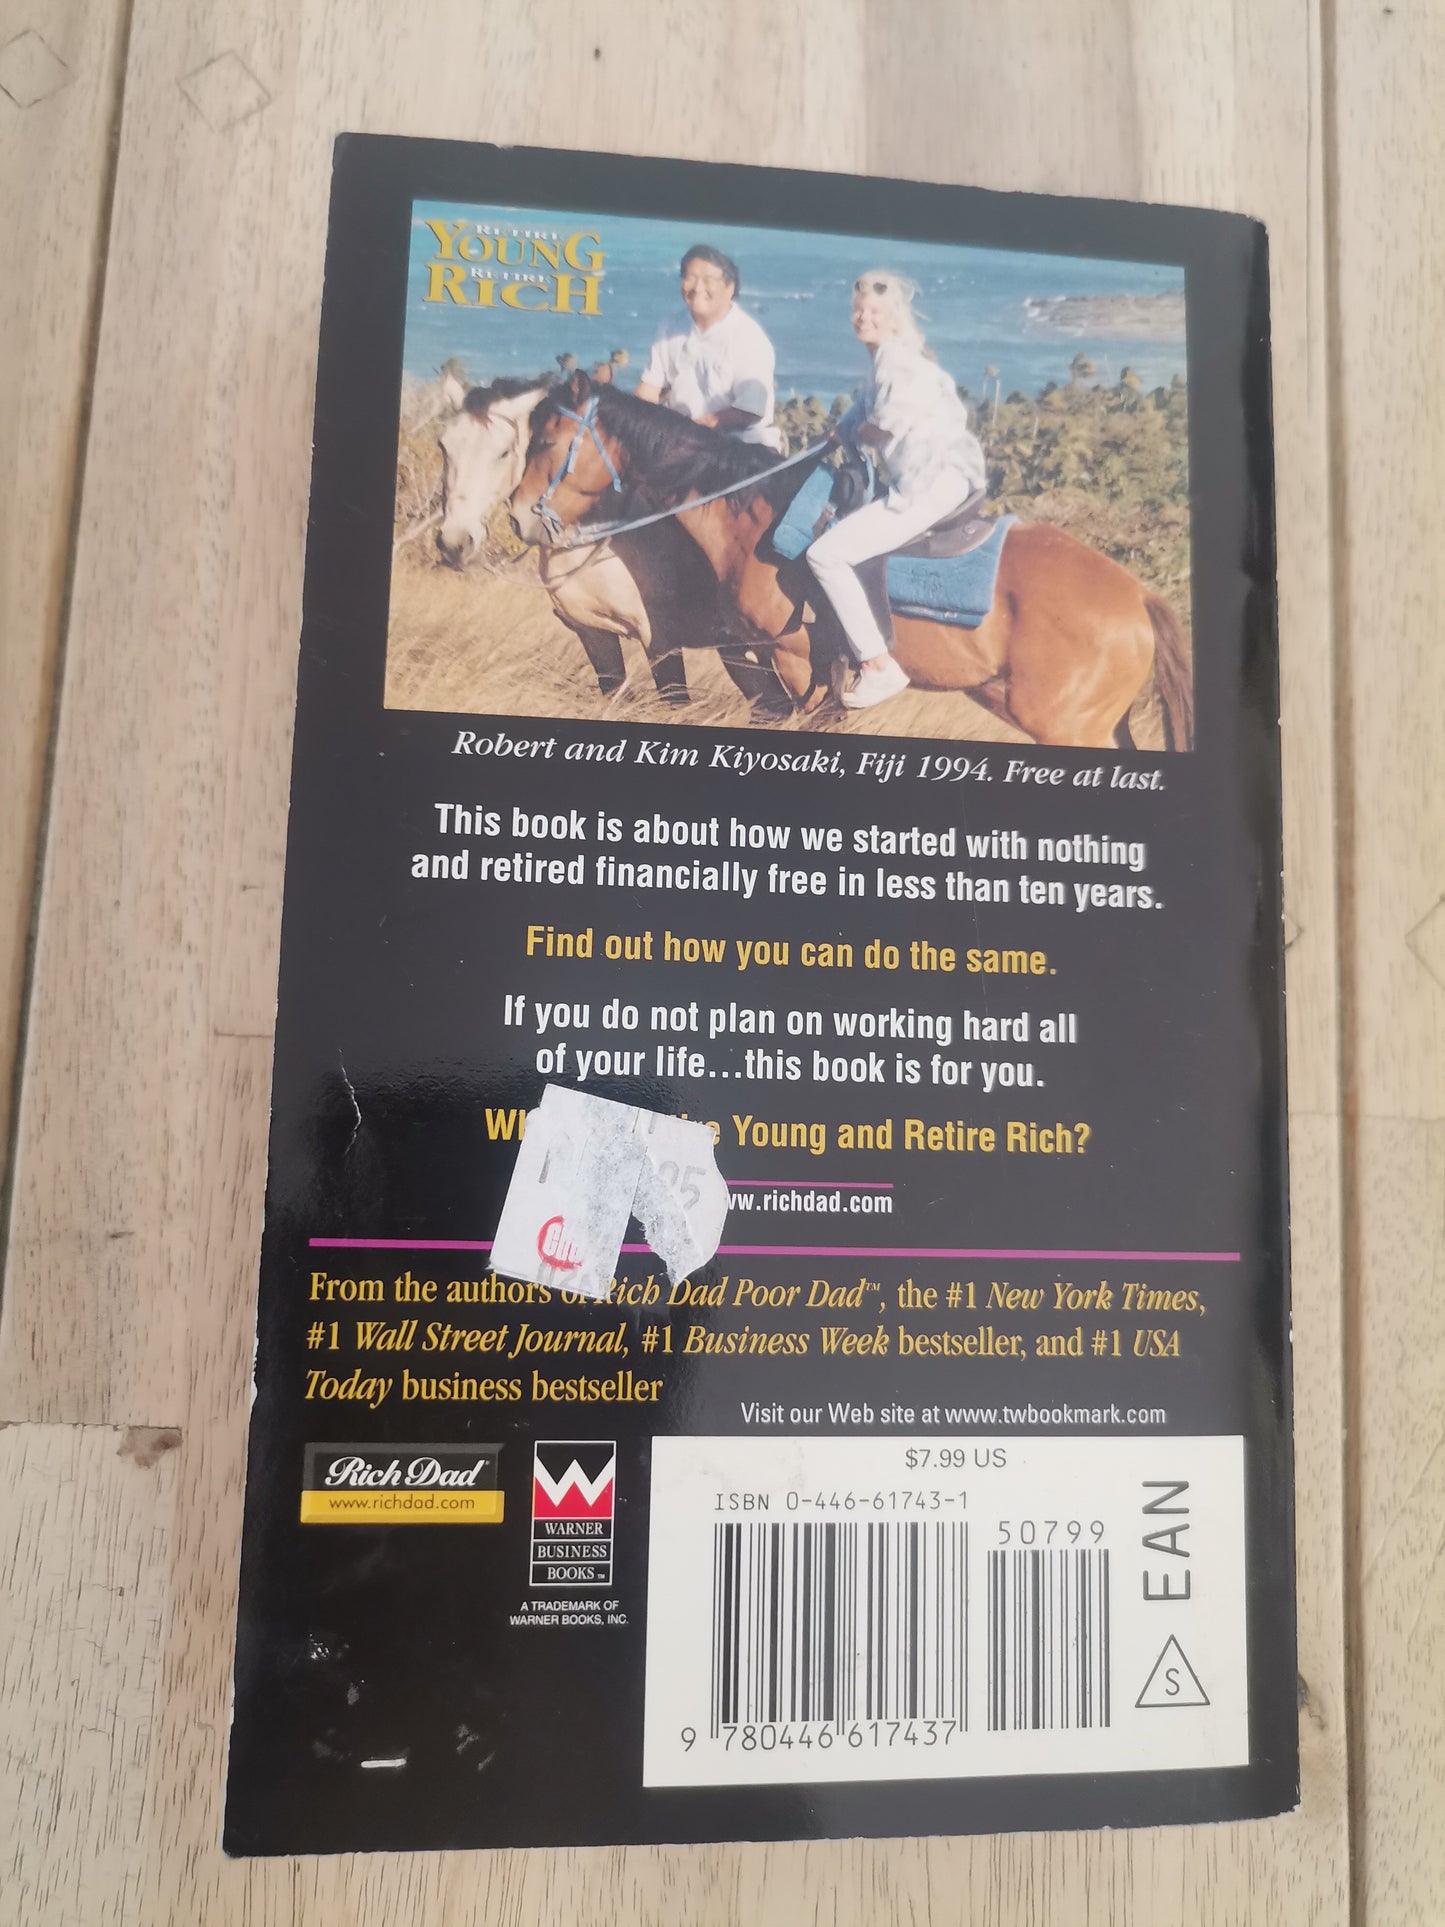 RETIRE
YOUNG
RETIRE
RICH
Robert and Kim Kiyosaki, Fiji 1994. Free at last.
This book is about how we started with nothing
and retired financially free in less than ten years.
Find out how you can do the same.
If you do not plan on working hard all
of your life...this book is for you.
Young and Retire Rich?
.richdad.com
From the authors of Rich Dad Poor Dad™, the #1 New York Times,
#1 Wall Street Journal, #1 Business Week bestseller, and #1 USA
Today business bestseller
Visit our Web site at www.twbookmark.com
Rich Dad
www.richdad.com
WARNER
BUSINESS
BOOKS™
A TRADEMARK OF
WARNER BOOKS, INC.
$7.99 US
ISBN 0-446-61743-1
50799
9 780446 617437
EAN
S